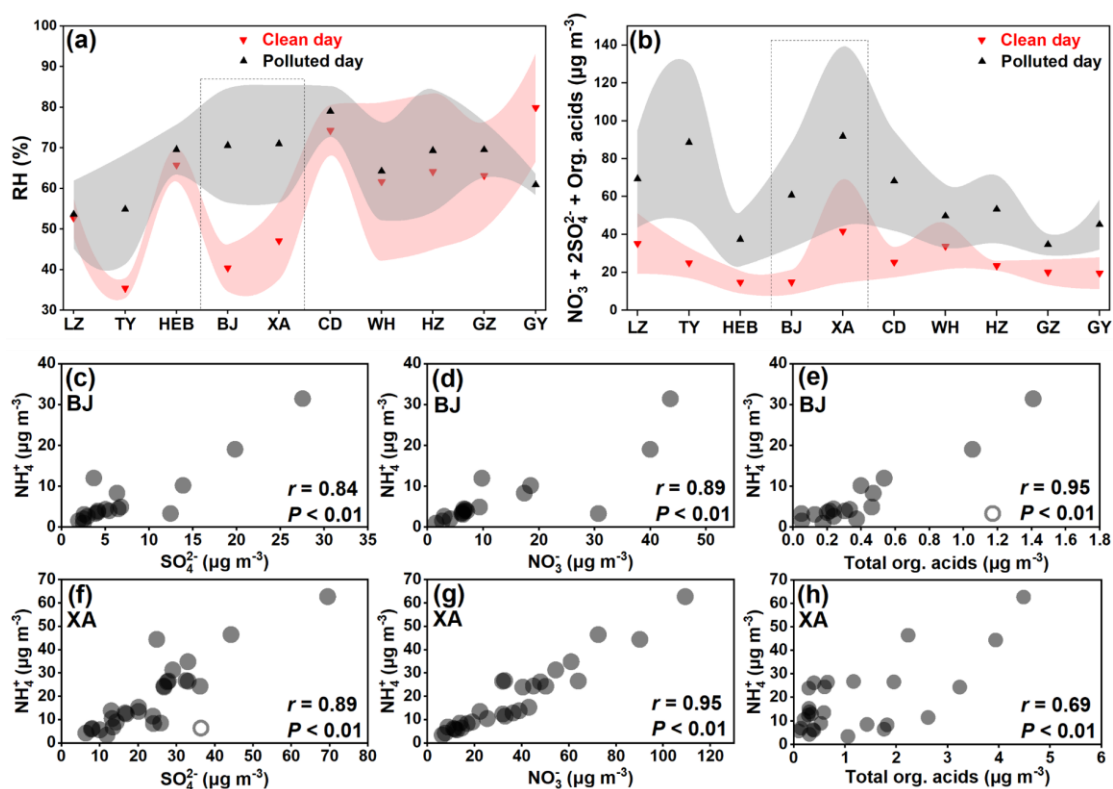 (a)
Clean day
Polluted day
RH (%)
100
90
80
70
60
50
40
30
LZ TY HEB BJ XA CD WH HZ GZ GY
(b)
Clean day
Polluted day
NO₃⁻ + 2SO₄²⁻ + Org. acids (µg m⁻³)
140
120
100
80
60
40
20
0
LZ TY HEB BJ XA CD WH HZ GZ GY
(c)
BJ
NH₄⁺ (µg m⁻³)
40
30
20
10
0
r = 0.84
P < 0.01
0 5 10 15 20 25 30 35
SO₄²⁻ (µg m⁻³)
(d)
BJ
NH₄⁺ (µg m⁻³)
40
30
20
10
0
r = 0.89
P < 0.01
0 10 20 30 40 50
NO₃⁻ (µg m⁻³)
(e)
BJ
NH₄⁺ (µg m⁻³)
40
30
20
10
0
r = 0.95
P < 0.01
0.0 0.2 0.4 0.6 0.8 1.0 1.2 1.4 1.6 1.8
Total org. acids (µg m⁻³)
(f)
XA
NH₄⁺ (µg m⁻³)
70
60
50
40
30
20
10
0
r = 0.89
P < 0.01
0 10 20 30 40 50 60 70 80
SO₄²⁻ (µg m⁻³)
(g)
XA
NH₄⁺ (µg m⁻³)
70
60
50
40
30
20
10
0
r = 0.95
P < 0.01
0 20 40 60 80 100 120
NO₃⁻ (µg m⁻³)
(h)
XA
NH₄⁺ (µg m⁻³)
70
60
50
40
30
20
10
0
r = 0.69
P < 0.01
0 1 2 3 4 5 6
Total org. acids (µg m⁻³)